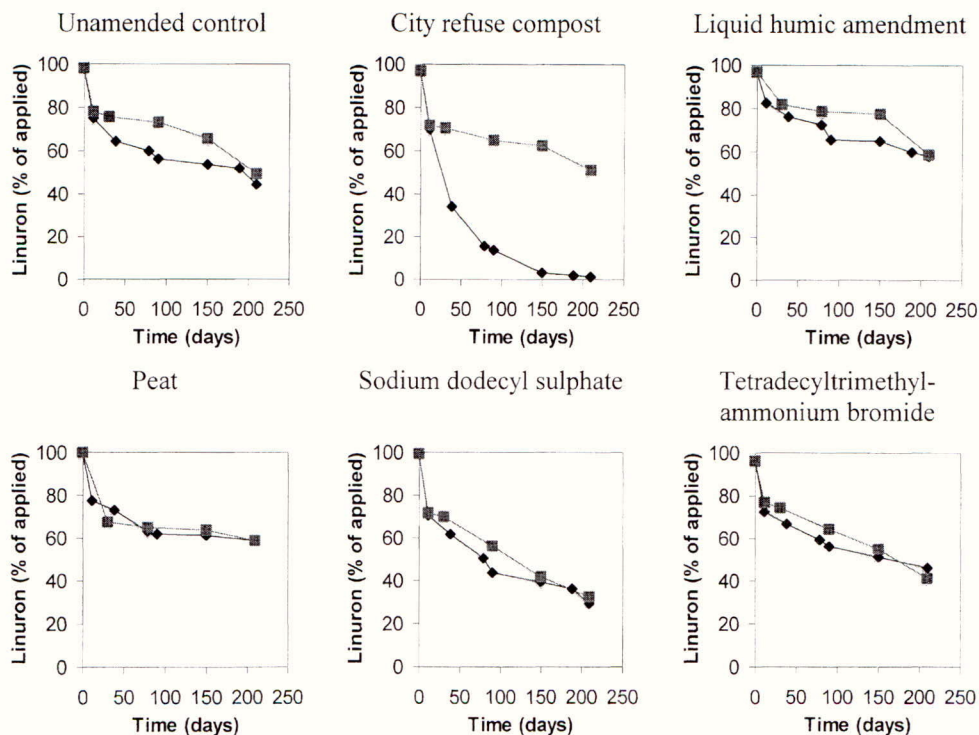 Unamended control
City refuse compost
Liquid humic amendment
Linuron (% of applied)
100
80
60
40
20
0
0 50 100 150 200 250
Time (days)
Linuron (% of applied)
100
80
60
40
20
0
0 50 100 150 200 250
Time (days)
Linuron (% of applied)
100
80
60
40
20
0
0 50 100 150 200 250
Time (days)
Peat
Sodium dodecyl sulphate
Tetradecyltrimethyl-
ammonium bromide
Linuron (% of applied)
100
80
60
40
20
0
0 50 100 150 200 250
Time (days)
Linuron (% of applied)
100
80
60
40
20
0
0 50 100 150 200 250
Time (days)
Linuron (% of applied)
100
80
60
40
20
0
0 50 100 150 200 250
Time (days)